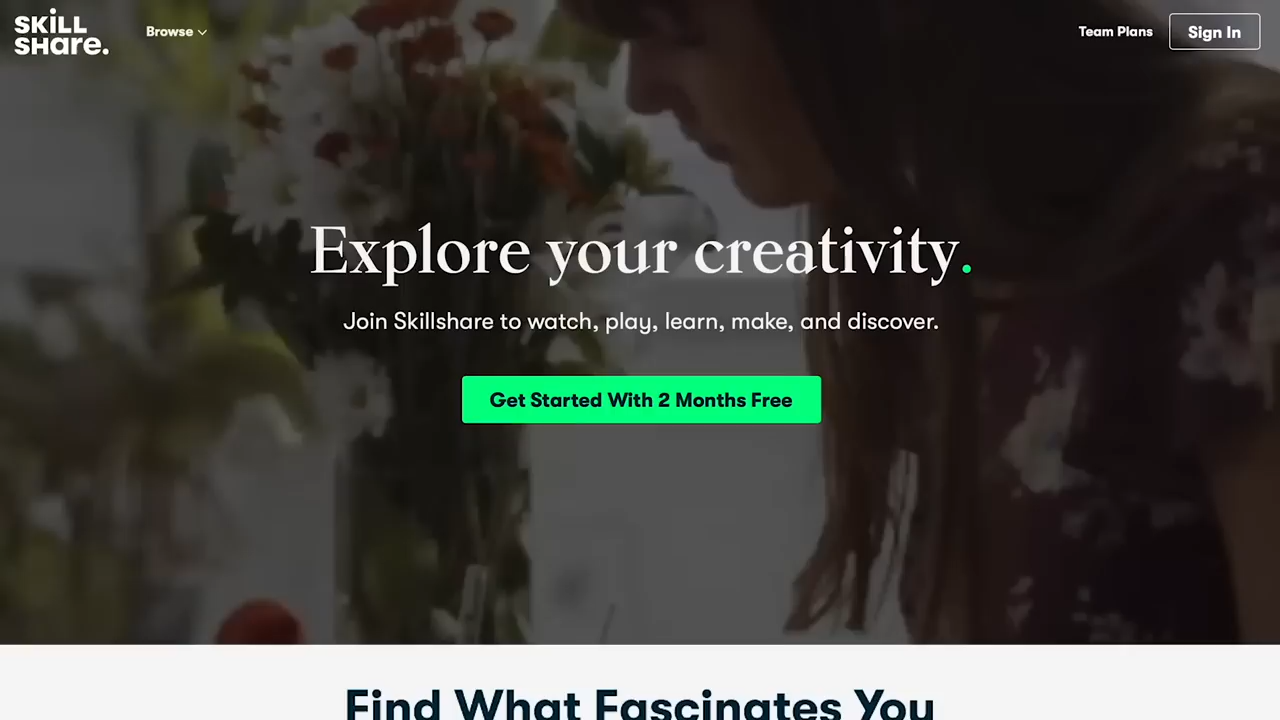 SKILL
SHare.
Browse
Team Plans
Sign In
Explore your creativity.
Join Skillshare to watch, play, learn, make, and discover.
Get Started With 2 Months Free
Find What Fascinates You